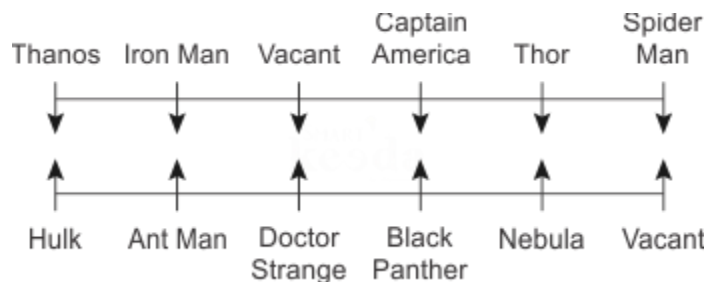 Captain Spider
Thanos Iron Man Vacant America Thor Man
Hulk Ant Man Doctor Black Nebula Vacant
Strange Panther